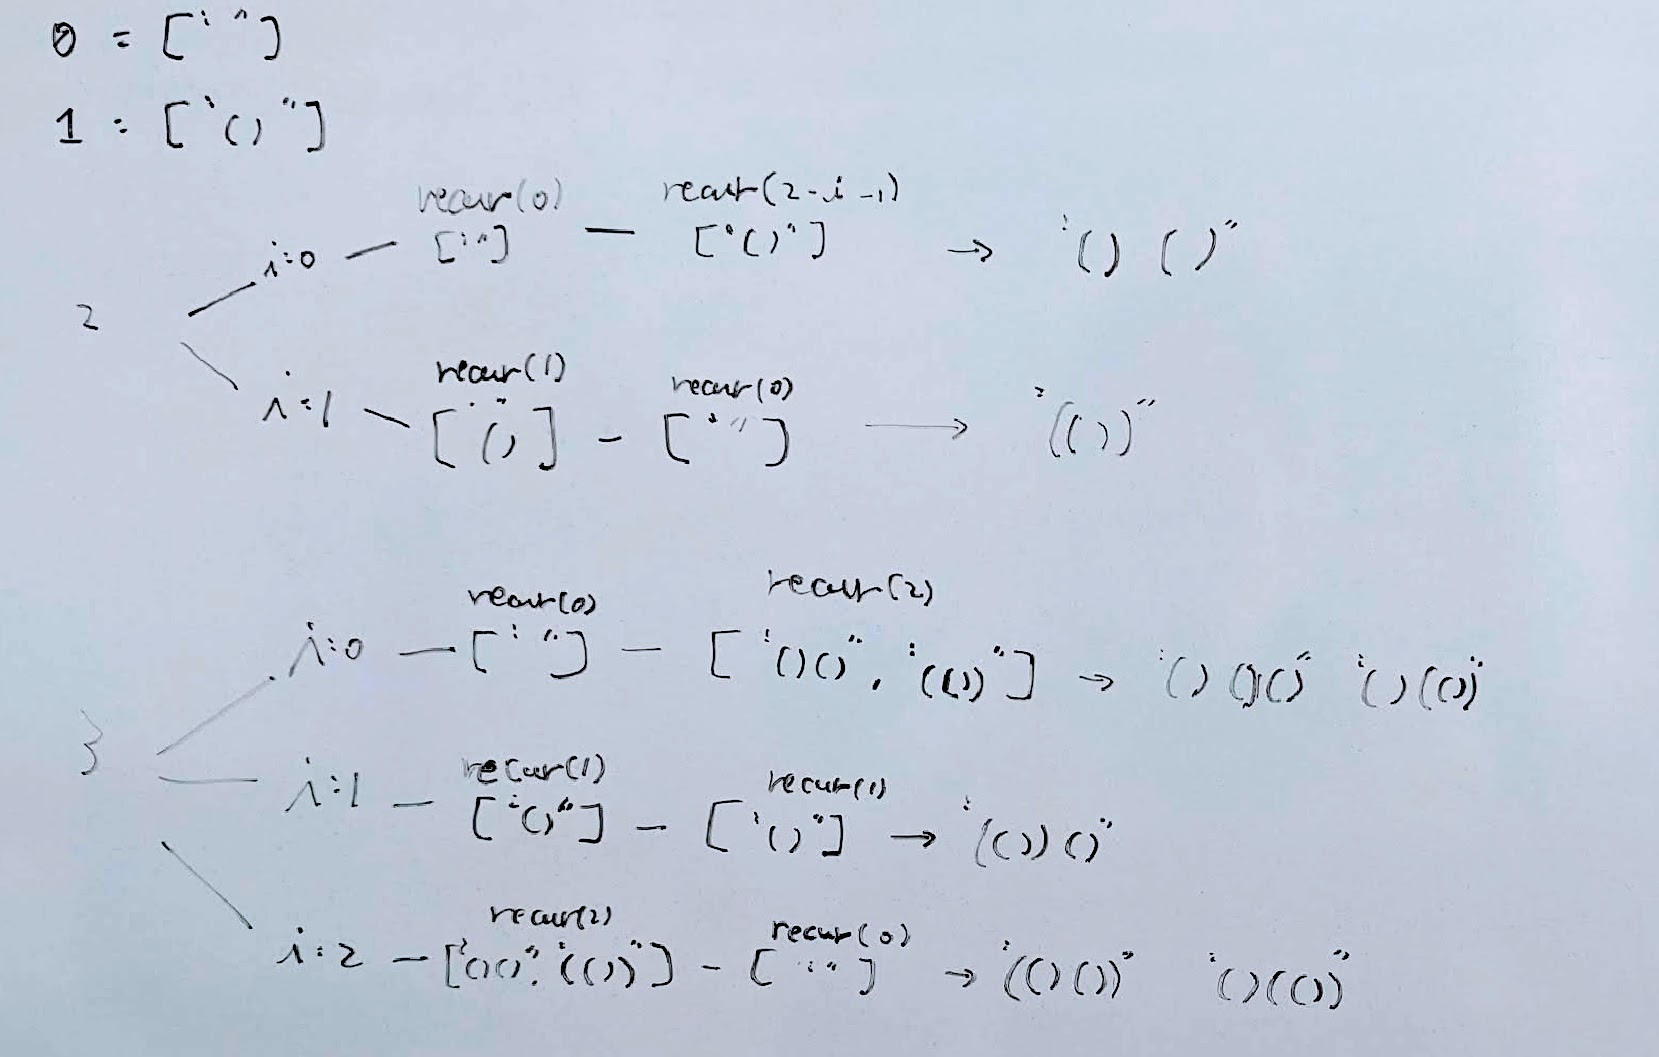 0 = [" "]
1 : ["()"]
recur(0) recur(2-i-1)
i:0 — [""] — ["()"] → "() ()"
2
recur(1) recur(0)
i:1 — ["()"] - [""] → "(())"
recur(0) recur(2)
i:0 — [""] — ["()()", "(())"] → "()()()" "()(())"
3
recur(1) recur(1)
i:1 — ["()"] — ["()"] → "(())()"
recur(2) recur(0)
i:2 — ["()()", "(())"] - [""] → "(()())" "()(())"